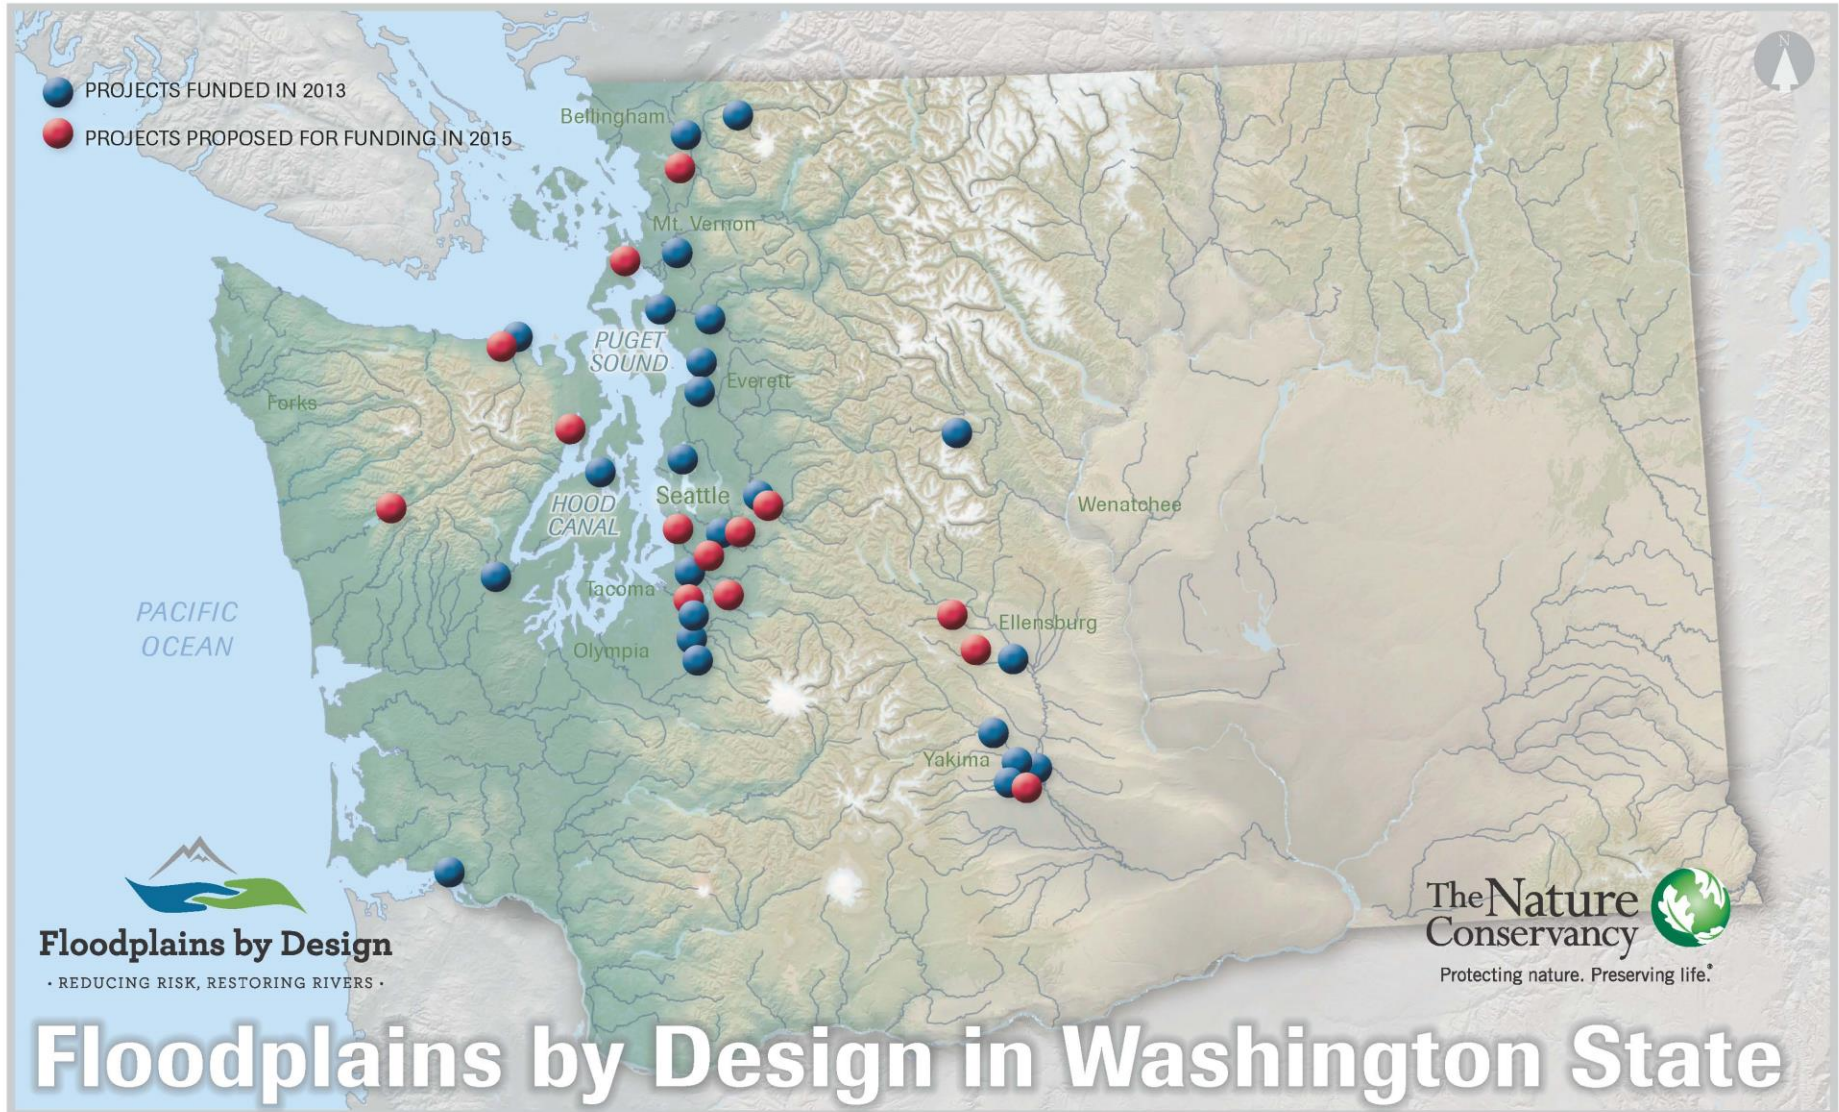 PROJECTS FUNDED IN 2013
PROJECTS PROPOSED FOR FUNDING IN 2015
N
Bellingham
Mt. Vernon
PUGET
SOUND
Everett
Forks
Seattle
HOOD
CANAL
Wenatchee
Tacoma
PACIFIC
OCEAN
Ellensburg
Olympia
Yakima
Floodplains by Design
· REDUCING RISK, RESTORING RIVERS ·
The Nature
Conservancy
Protecting nature. Preserving life.®
Floodplains by Design in Washington State